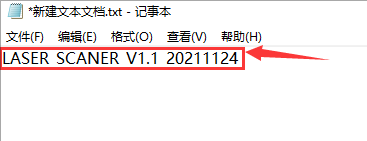 *新建文本文档.txt - 记事本
文件(F) 编辑(E) 格式(O) 查看(V) 帮助(H)
LASER SCANER V1.1 20211124